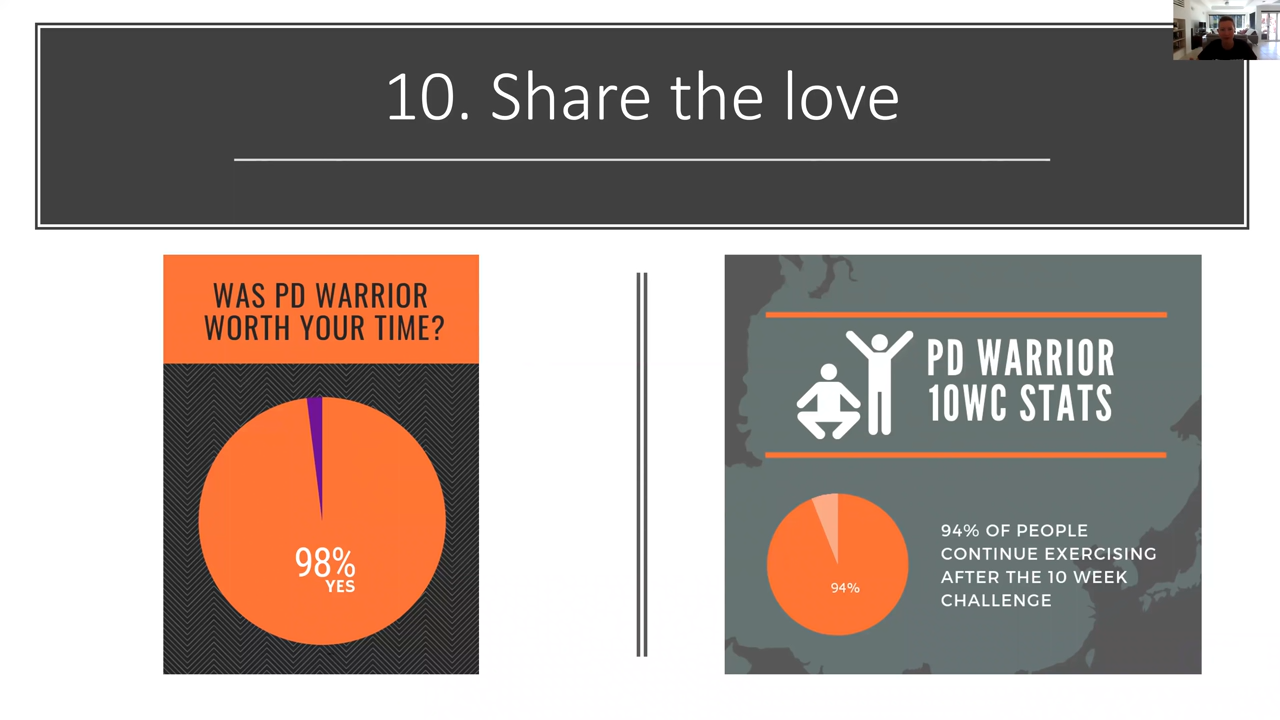 10. Share the love
WAS PD WARRIOR
WORTH YOUR TIME?
98%
YES
PD WARRIOR
10WC STATS
94%
94% OF PEOPLE
CONTINUE EXERCISING
AFTER THE 10 WEEK
CHALLENGE